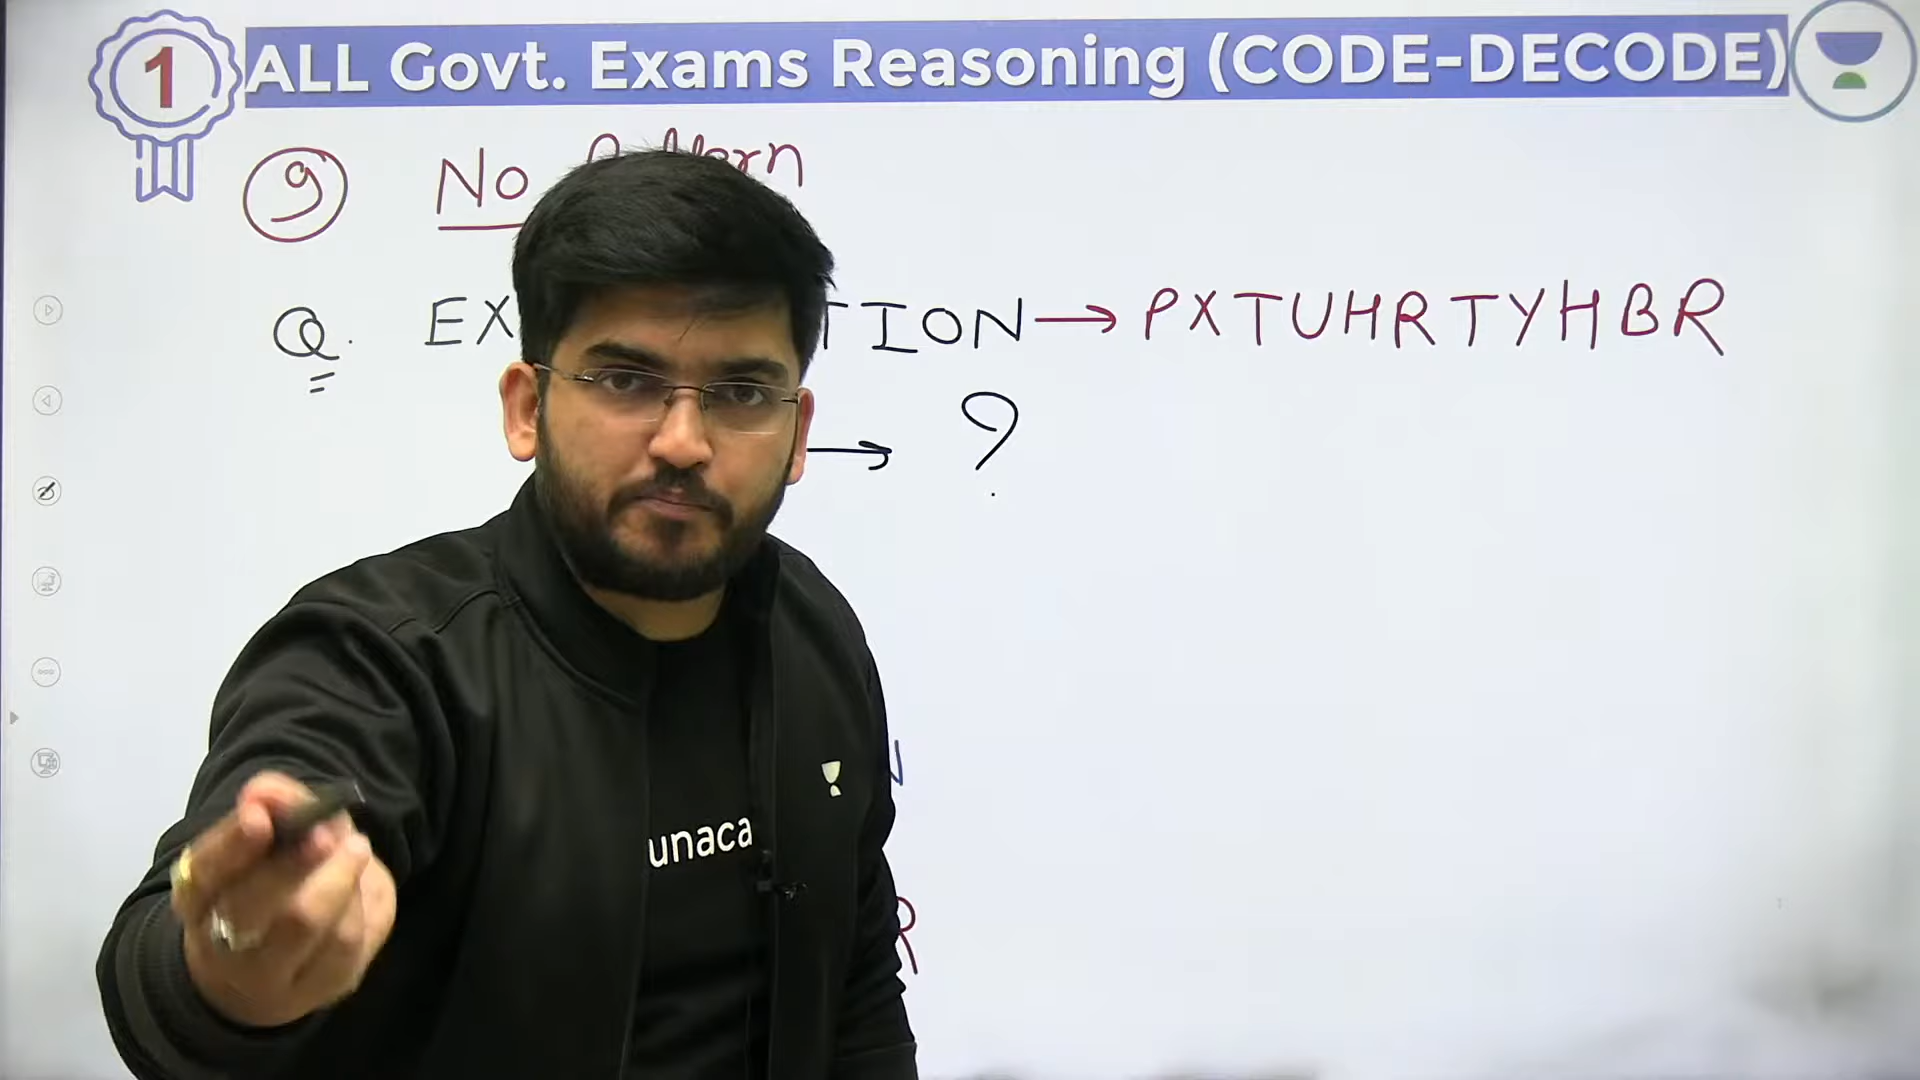 1 ALL Govt. Exams Reasoning (CODE-DECODE)
9 No
Q. EX TION → PXTUHRTYHBR
→ ?
N
unaca
R